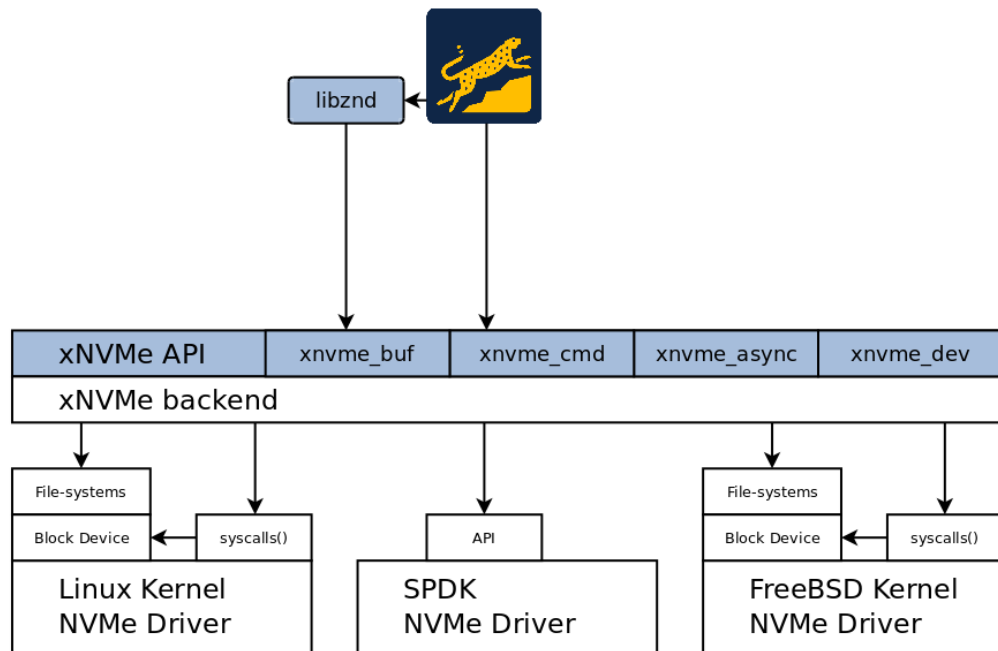 libznd
xNVMe API
xnvme_buf
xnvme_cmd
xnvme_async
xnvme_dev
xNVMe backend
File-systems
File-systems
Block Device
syscalls()
API
Block Device
syscalls()
Linux Kernel
NVMe Driver
SPDK
NVMe Driver
FreeBSD Kernel
NVMe Driver